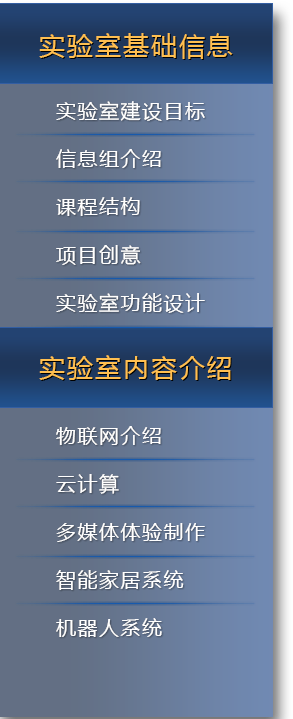 实验室基础信息
实验室建设目标
信息组介绍
课程结构
项目创意
实验室功能设计
实验室内容介绍
物联网介绍
云计算
多媒体体验制作
智能家居系统
机器人系统